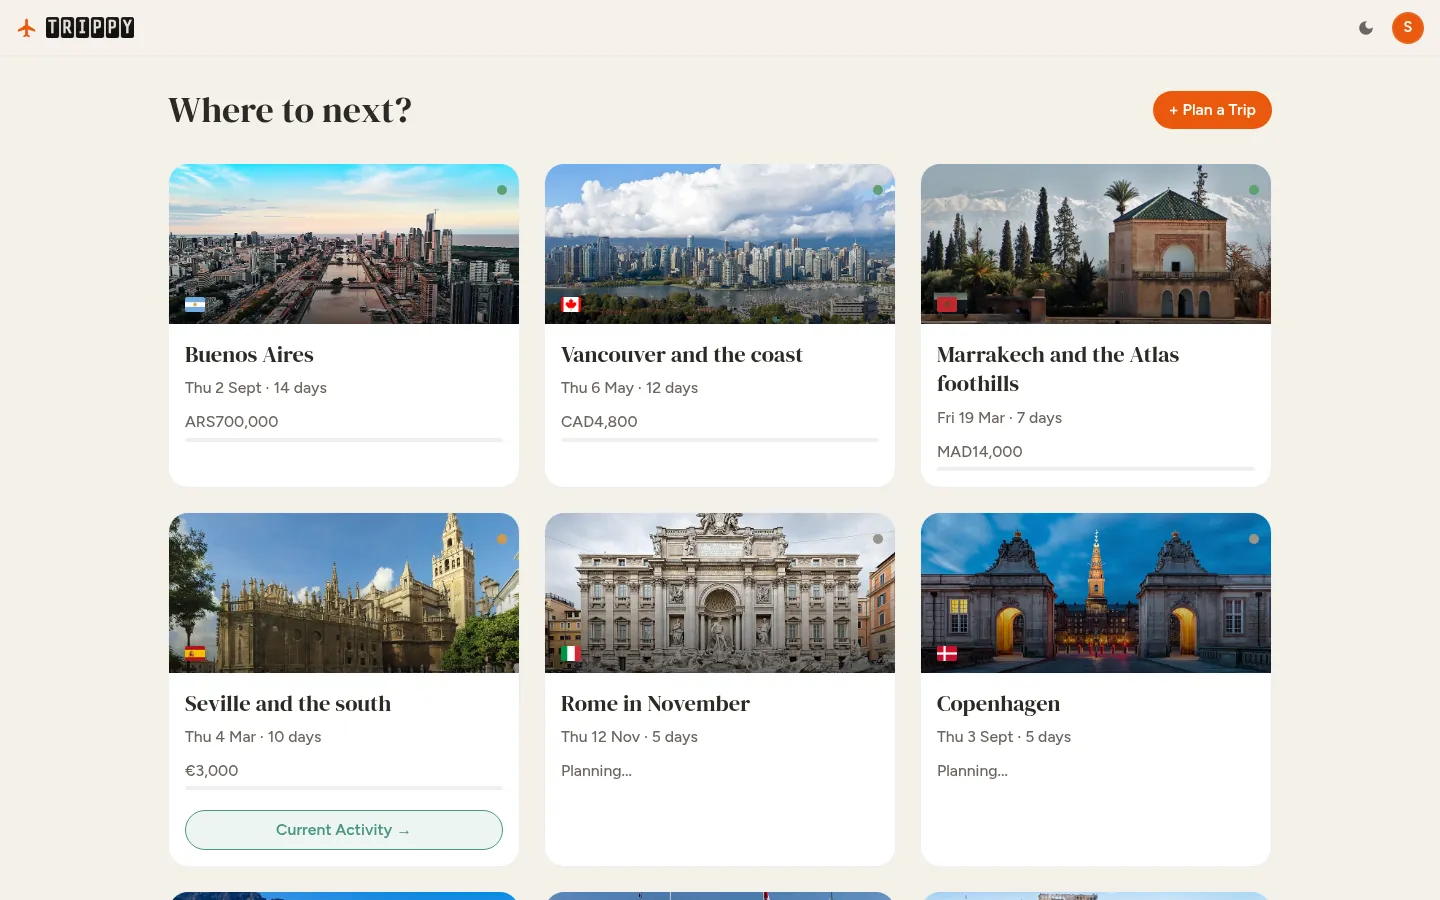 TRIPPY
S
Where to next?
+ Plan a Trip
Buenos Aires
Thu 2 Sept · 14 days
ARS700,000
Vancouver and the coast
Thu 6 May · 12 days
CAD4,800
Marrakech and the Atlas
foothills
Fri 19 Mar · 7 days
MAD14,000
Seville and the south
Thu 4 Mar · 10 days
€3,000
Current Activity →
Rome in November
Thu 12 Nov · 5 days
Planning...
Copenhagen
Thu 3 Sept · 5 days
Planning...